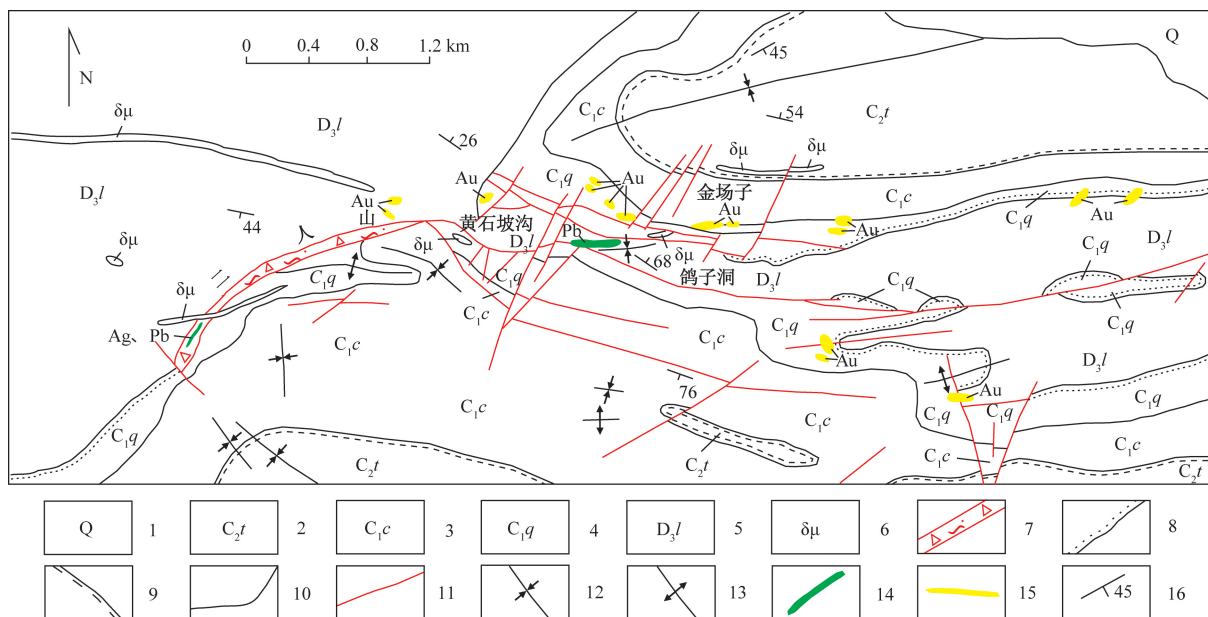 0 0.4 0.8 1.2 km
N
Q
45
C₁c
C₂t
54
δμ
D₃l
26
δμ δμ
Au
C₁q
Au
金场子
C₁c
D₃l
Au
Au
C₁q
Au
44
人山
黄石坡沟
D₃l
Pb
δμ
68
δμ
Au
D₃l
C₁q
δμ
C₁q
鸽子洞
D₃l
D₃l
C₁q
C₁q
C₁q
δμ
C₁c
C₁c
C₁q
Ag、Pb
C₁c
Au
D₃l
76
Au
C₁q
C₁c
C₁c
C₁q
C₁q
C₂t
C₂t
C₁c
C₁c
C₂t
Q 1 C₂t 2 C₁c 3 C₁q 4 D₃l 5 δμ 6 7 8
9 10 11 12 13 14 15 45 16